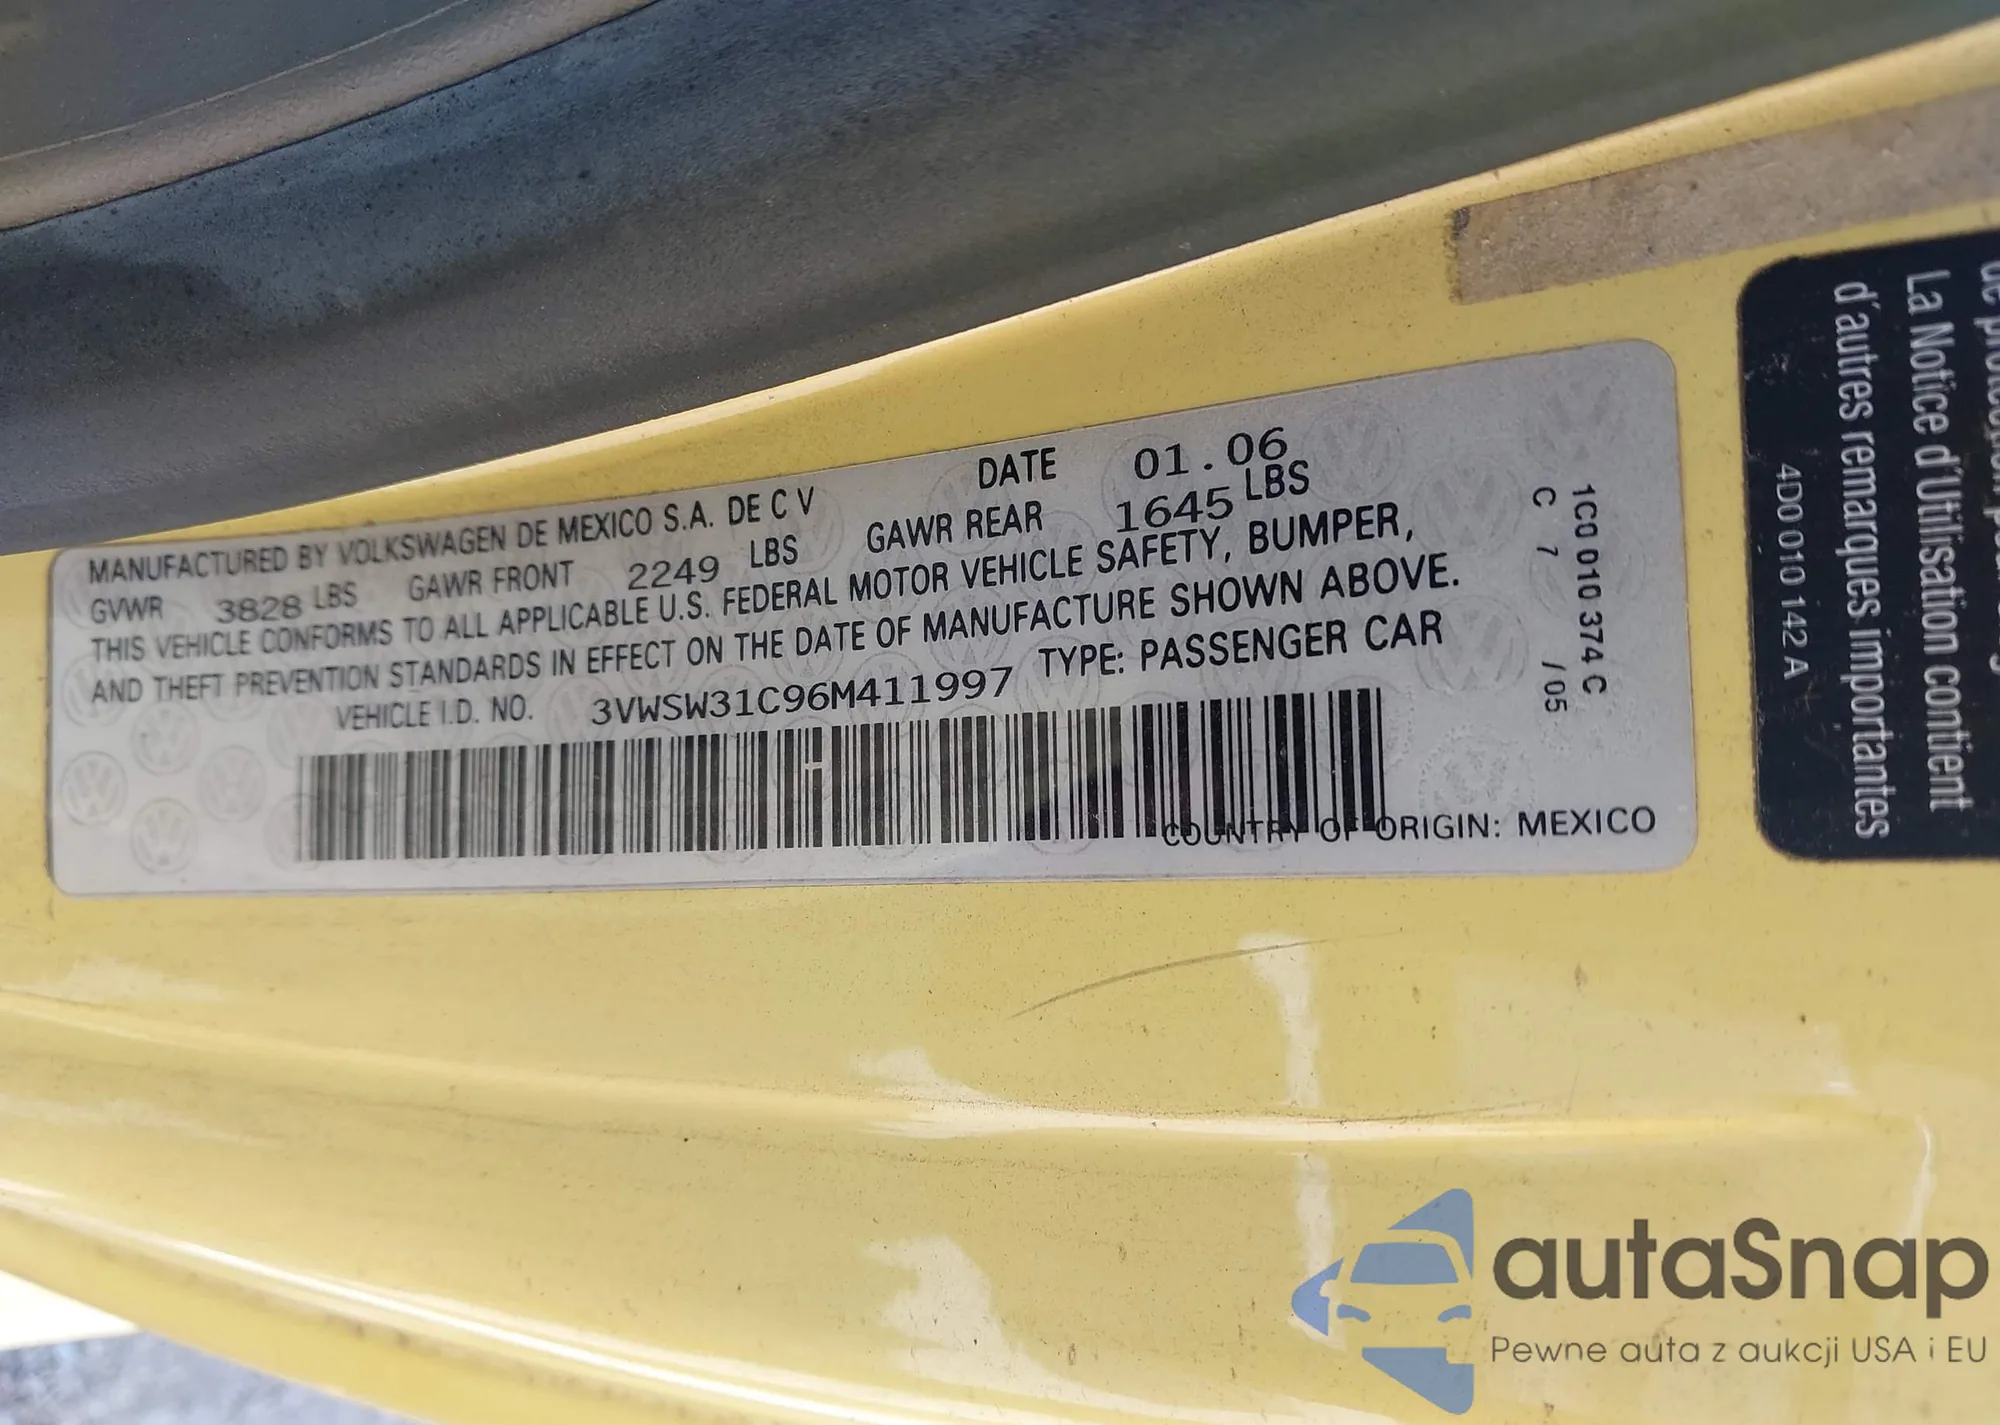 MANUFACTURED BY VOLKSWAGEN DE MEXICO S.A. DE C V DATE 01.06
GVWR 3828 LBS GAWR FRONT 2249 LBS GAWR REAR 1645 LBS
THIS VEHICLE CONFORMS TO ALL APPLICABLE U.S. FEDERAL MOTOR VEHICLE SAFETY, BUMPER,
AND THEFT PREVENTION STANDARDS IN EFFECT ON THE DATE OF MANUFACTURE SHOWN ABOVE.
VEHICLE I.D. NO. 3VWSW31C96M411997 TYPE: PASSENGER CAR
COUNTRY OF ORIGIN: MEXICO
1C0 010 374 C
C 7 /05
La Notice d'Utilisation contient
d'autres remarques importantes
4D0 010 142 A
autaSnap
Pewne auta z aukcji USA i EU